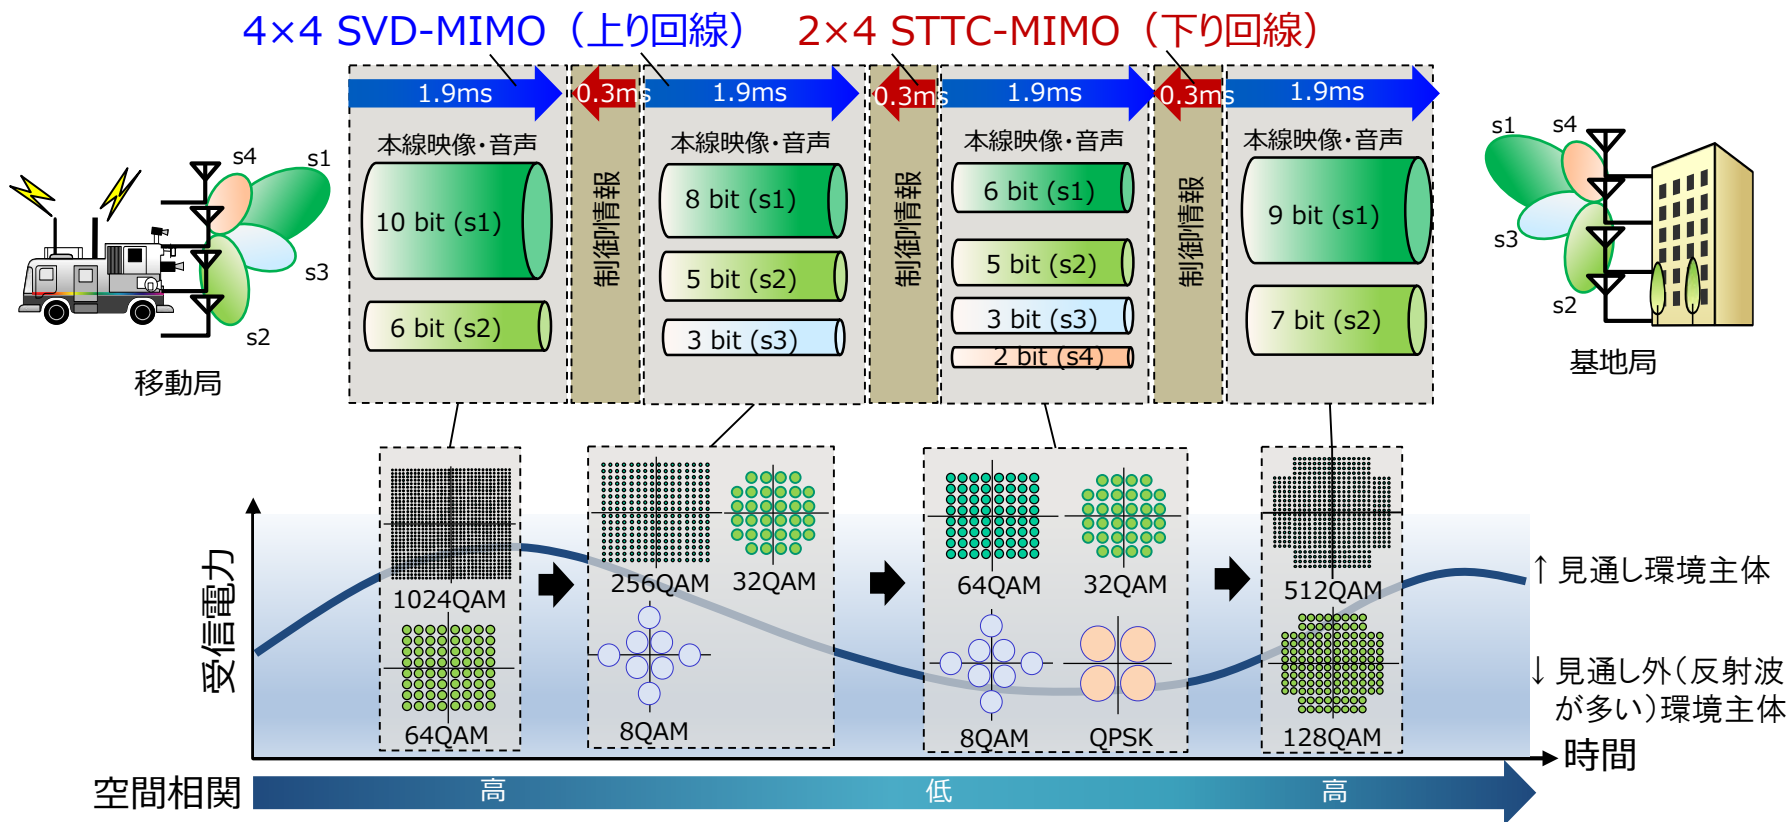 4×4 SVD-MIMO（上り回線）
2×4 STTC-MIMO（下り回線）
1.9ms
0.3ms
1.9ms
0.3ms
1.9ms
0.3ms
1.9ms
本線映像・音声
10 bit (s1)
6 bit (s2)
制御情報
本線映像・音声
8 bit (s1)
5 bit (s2)
3 bit (s3)
制御情報
本線映像・音声
6 bit (s1)
5 bit (s2)
3 bit (s3)
2 bit (s4)
制御情報
本線映像・音声
9 bit (s1)
7 bit (s2)
s4
s1
s3
s2
移動局
s1
s4
s3
s2
基地局
受信電力
1024QAM
64QAM
256QAM
32QAM
8QAM
64QAM
32QAM
8QAM
QPSK
512QAM
128QAM
↑見通し環境主体
↓見通し外（反射波
が多い）環境主体
時間
空間相関
高
低
高